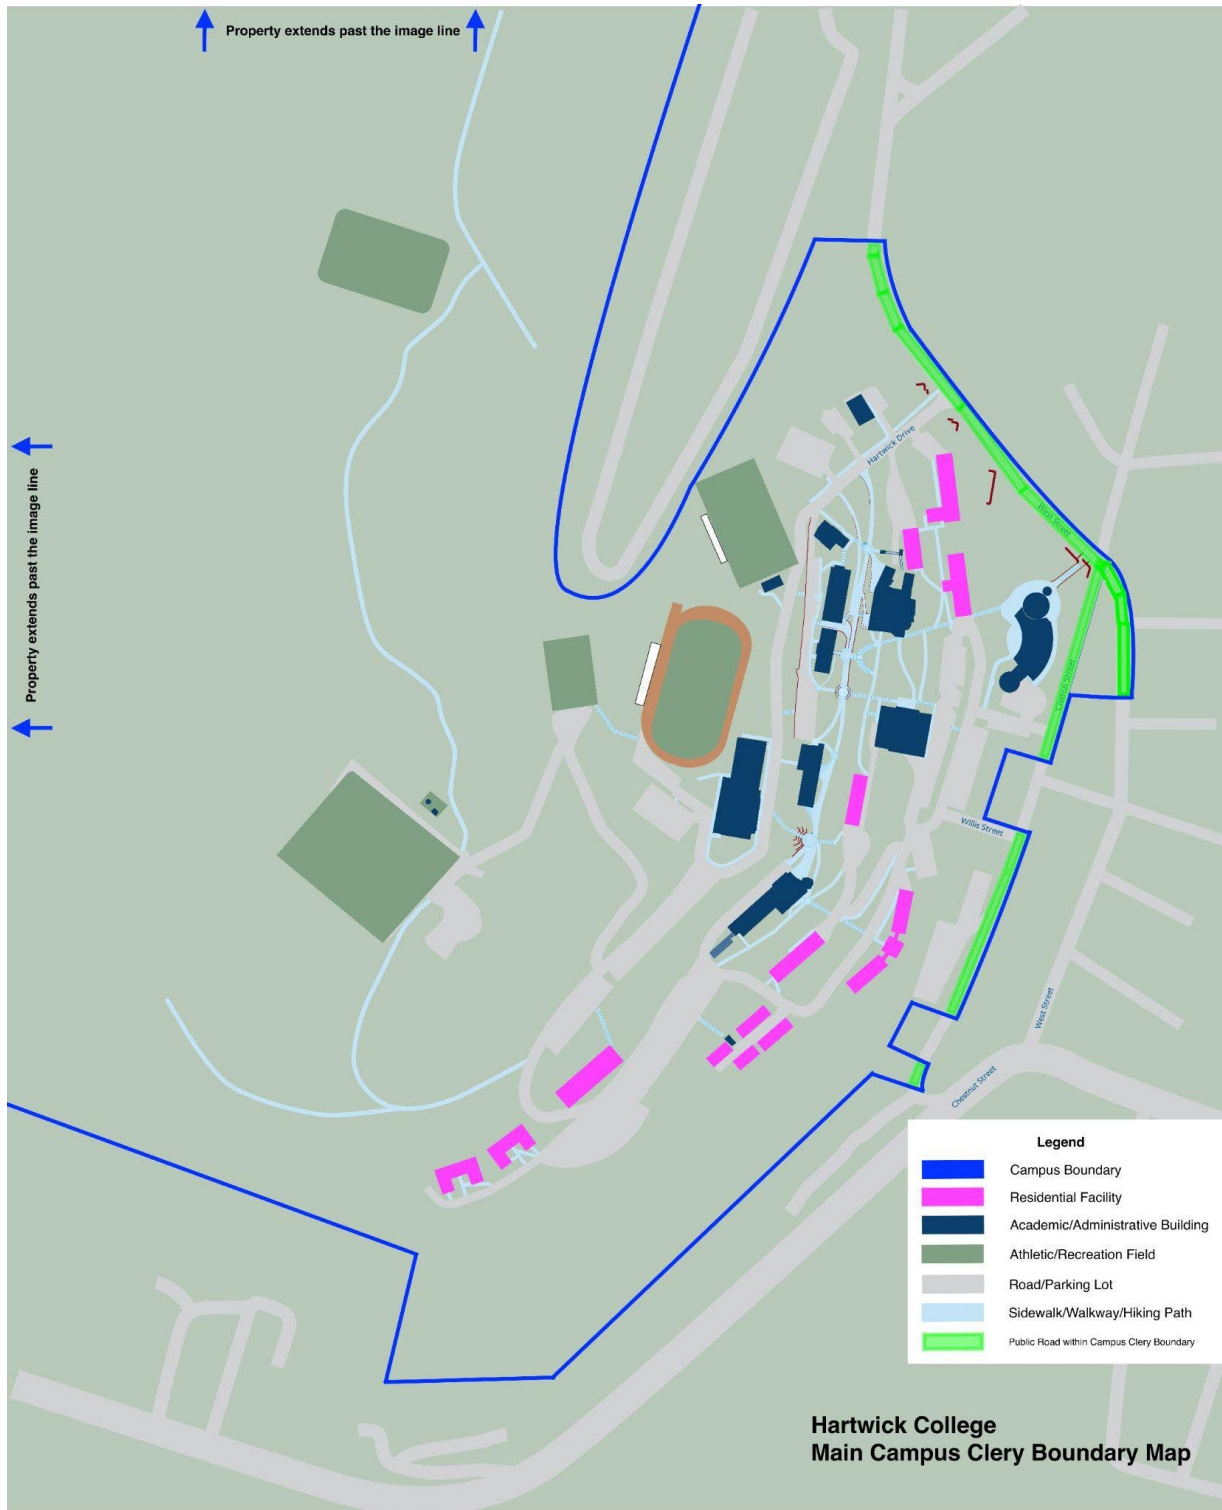 Property extends past the image line
Property extends past the image line
Hartwick Drive
West Street
Clinton Street
Willis Street
West Street
Chestnut Street
Legend
Campus Boundary
Residential Facility
Academic/Administrative Building
Athletic/Recreation Field
Road/Parking Lot
Sidewalk/Walkway/Hiking Path
Public Road within Campus Clery Boundary
Hartwick College
Main Campus Clery Boundary Map